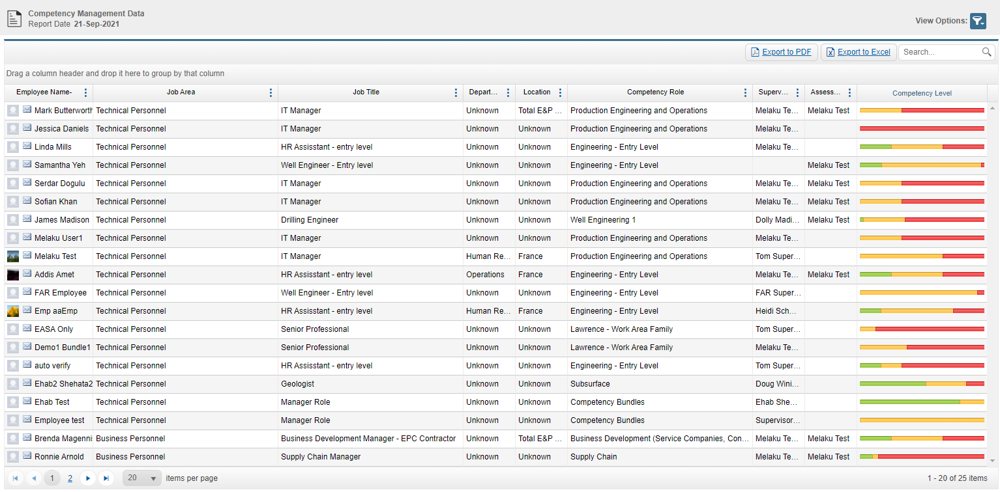 Competency Management Data
Report Date 21-Sep-2021
View Options:
Export to PDF Export to Excel Search...
Drag a column header and drop it here to group by that column
Employee Name- Job Area Job Title Depart... Location Competency Role Superv... Assess... Competency Level
Mark Butterworth Technical Personnel IT Manager Unknown Total E&P ... Production Engineering and Operations Melaku Te... Melaku Test
Jessica Daniels Technical Personnel IT Manager Unknown Unknown Production Engineering and Operations Melaku Te...
Linda Mills Technical Personnel HR Assisstant - entry level Unknown Unknown Engineering - Entry Level Melaku Te...
Samantha Yeh Technical Personnel Well Engineer - Entry level Unknown Unknown Engineering - Entry Level Melaku Test
Serdar Dogulu Technical Personnel IT Manager Unknown Unknown Production Engineering and Operations Melaku Te... Melaku Test
Sofian Khan Technical Personnel IT Manager Unknown Unknown Production Engineering and Operations Melaku Te... Melaku Test
James Madison Technical Personnel Drilling Engineer Unknown Unknown Well Engineering 1 Dolly Madi... Melaku Test
Melaku User1 Technical Personnel IT Manager Unknown Unknown Production Engineering and Operations Melaku Te...
Melaku Test Technical Personnel IT Manager Human Re... France Production Engineering and Operations Tom Super...
Addis Amet Technical Personnel HR Assisstant - entry level Operations France Engineering - Entry Level Melaku Te... Melaku Test
FAR Employee Technical Personnel Well Engineer - Entry level Unknown Unknown Engineering - Entry Level FAR Super...
Emp aaEmp Technical Personnel HR Assisstant - entry level Human Re... France Engineering - Entry Level Heidi Sch...
EASA Only Technical Personnel Senior Professional Unknown Unknown Lawrence - Work Area Family Tom Super...
Demo1 Bundle1 Technical Personnel Senior Professional Unknown Unknown Lawrence - Work Area Family Melaku Te...
auto verify Technical Personnel HR Assisstant - entry level Unknown Unknown Engineering - Entry Level Tom Super...
Ehab2 Shehata2 Technical Personnel Geologist Unknown Unknown Subsurface Doug Wini...
Ehab Test Technical Personnel Manager Role Unknown Unknown Competency Bundles Ehab She...
Employee test Technical Personnel Manager Role Unknown Unknown Competency Bundles Supervisor...
Brenda Magenni Business Personnel Business Development Manager - EPC Contractor Unknown Total E&P ... Business Development (Service Companies, Con... Melaku Te... Melaku Test
Ronnie Arnold Business Personnel Supply Chain Manager Unknown Unknown Supply Chain Melaku Te... Melaku Test
1 2 20 items per page 1 - 20 of 25 items